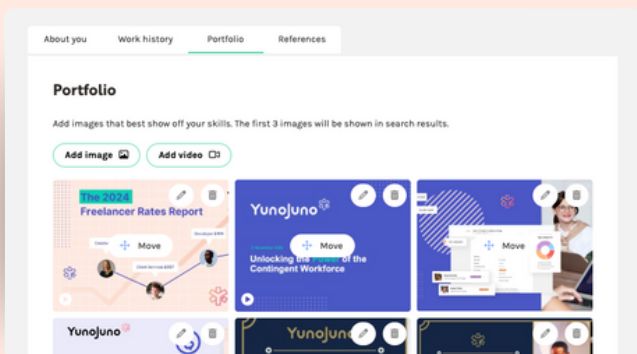 About you Work history Portfolio References
Portfolio
Add images that best show off your skills. The first 3 images will be shown in search results.
Add image Add video
The 2024
Freelancer Rates Report
Move
YunoJuno
Move
Unlocking the Power of the
Contingent Workforce
Move
YunoJuno
YunoJuno